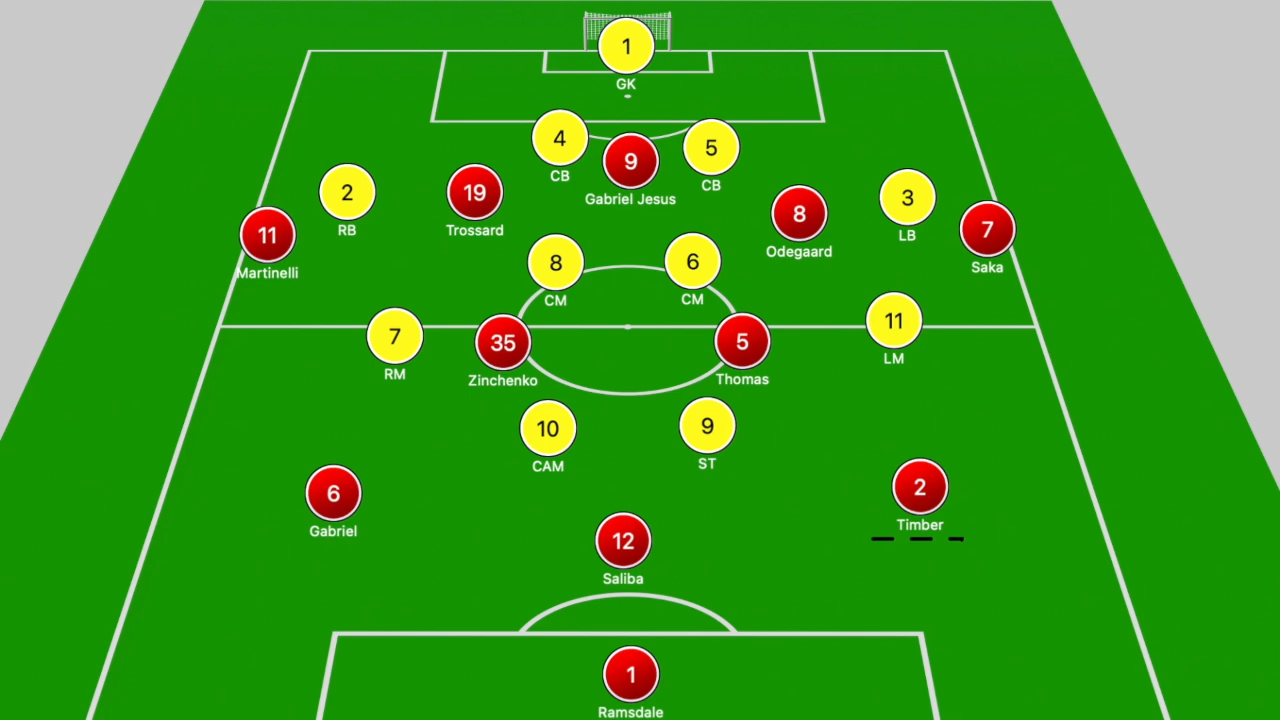 1
GK
4
CB
9
Gabriel Jesus
5
CB
2
RB
19
Trossard
8
Odegaard
3
LB
11
Martinelli
7
Saka
8
CM
6
CM
7
RM
35
Zinchenko
5
Thomas
11
LM
10
CAM
9
ST
6
Gabriel
2
Timber
12
Saliba
1
Ramsdale